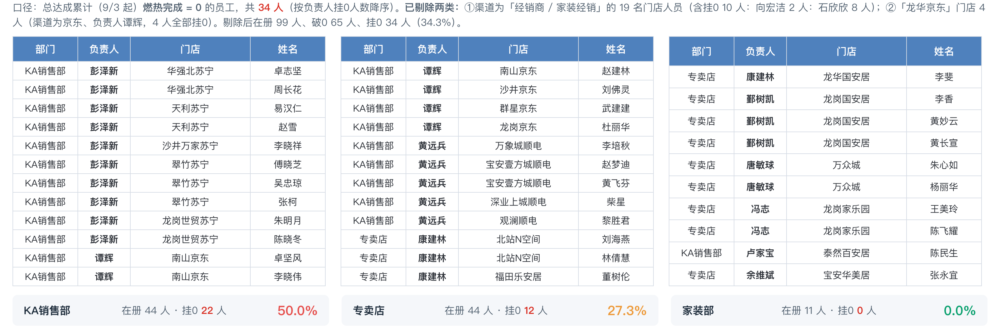 口径：总达成累计（9/3 起）燃热完成 = 0 的员工，共 34 人（按负责人挂0人数降序）。已剔除两类：①渠道为「经销商 / 家装经销」的 19 名门店人员（含挂0 10 人：向宏洁 2 人：石欣欣 8 人）；②「龙华京东」门店 4
人（渠道为京东、负责人谭辉，4 人全部挂0）。剔除后在册 99 人、破0 65 人、挂0 34 人（34.3%）。
部门 负责人 门店 姓名
KA销售部 彭泽新 华强北苏宁 卓志坚
KA销售部 彭泽新 华强北苏宁 周长花
KA销售部 彭泽新 天利苏宁 易汉仁
KA销售部 彭泽新 天利苏宁 赵雪
KA销售部 彭泽新 沙井万家苏宁 李晓祥
KA销售部 彭泽新 翠竹苏宁 傅晓芝
KA销售部 彭泽新 翠竹苏宁 吴忠琼
KA销售部 彭泽新 翠竹苏宁 张柯
KA销售部 彭泽新 龙岗世贸苏宁 朱明月
KA销售部 彭泽新 龙岗世贸苏宁 陈晓冬
KA销售部 谭辉 南山京东 卓坚风
KA销售部 谭辉 南山京东 李晓伟
部门 负责人 门店 姓名
KA销售部 谭辉 南山京东 赵建林
KA销售部 谭辉 沙井京东 刘佛灵
KA销售部 谭辉 群星京东 武建建
KA销售部 谭辉 龙岗京东 杜丽华
KA销售部 黄远兵 万象城顺电 李培秋
KA销售部 黄远兵 宝安壹方城顺电 赵梦迪
KA销售部 黄远兵 宝安壹方城顺电 黄飞芬
KA销售部 黄远兵 深业上城顺电 柴星
KA销售部 黄远兵 观澜顺电 黎胜君
专卖店 康建林 北站N空间 刘海燕
专卖店 康建林 北站N空间 林倩慧
专卖店 康建林 福田乐安居 董树伦
部门 负责人 门店 姓名
专卖店 康建林 龙华国安居 李斐
专卖店 鄞树凯 龙岗国安居 李香
专卖店 鄞树凯 龙岗国安居 黄妙云
专卖店 鄞树凯 龙岗国安居 黄长宣
专卖店 唐敏球 万众城 朱心如
专卖店 唐敏球 万众城 杨丽华
专卖店 冯志 龙岗家乐园 王美玲
专卖店 冯志 龙岗家乐园 陈飞耀
KA销售部 卢家宝 泰然百安居 陈民生
专卖店 余维斌 宝安华美居 张永宜
KA销售部 在册 44 人 · 挂0 22 人 50.0%
专卖店 在册 44 人 · 挂0 12 人 27.3%
家装部 在册 11 人 · 挂0 0 人 0.0%